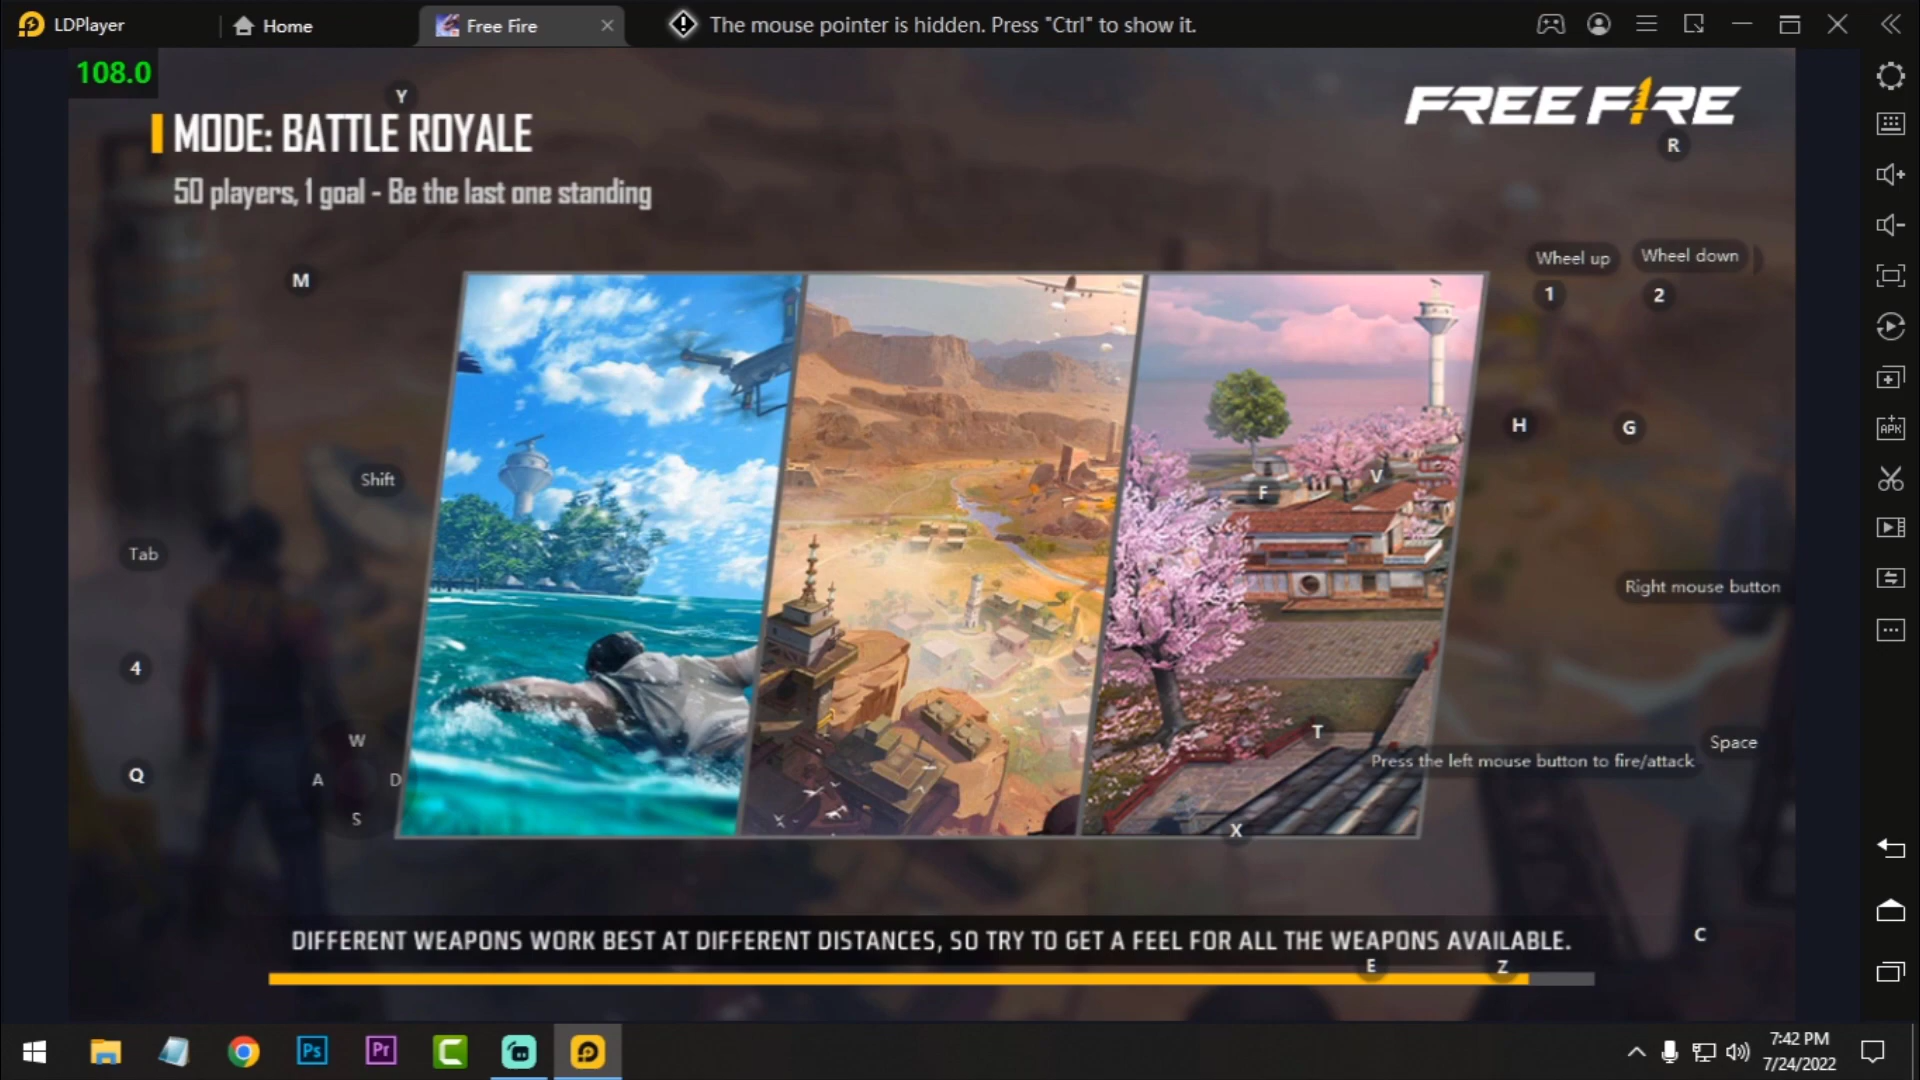 LDPlayer
Home
Free Fire
The mouse pointer is hidden. Press "Ctrl" to show it.
108.0
Y
MODE: BATTLE ROYALE
50 players, 1 goal - Be the last one standing
FREE FIRE
R
M
Wheel up
Wheel down
1
2
APK
H
G
Shift
V
F
Tab
Right mouse button
4
W
T
Space
Press the left mouse button to fire/attack
Q
A
D
S
X
C
DIFFERENT WEAPONS WORK BEST AT DIFFERENT DISTANCES, SO TRY TO GET A FEEL FOR ALL THE WEAPONS AVAILABLE.
E
Z
Ps
Pr
7:42 PM
7/24/2022